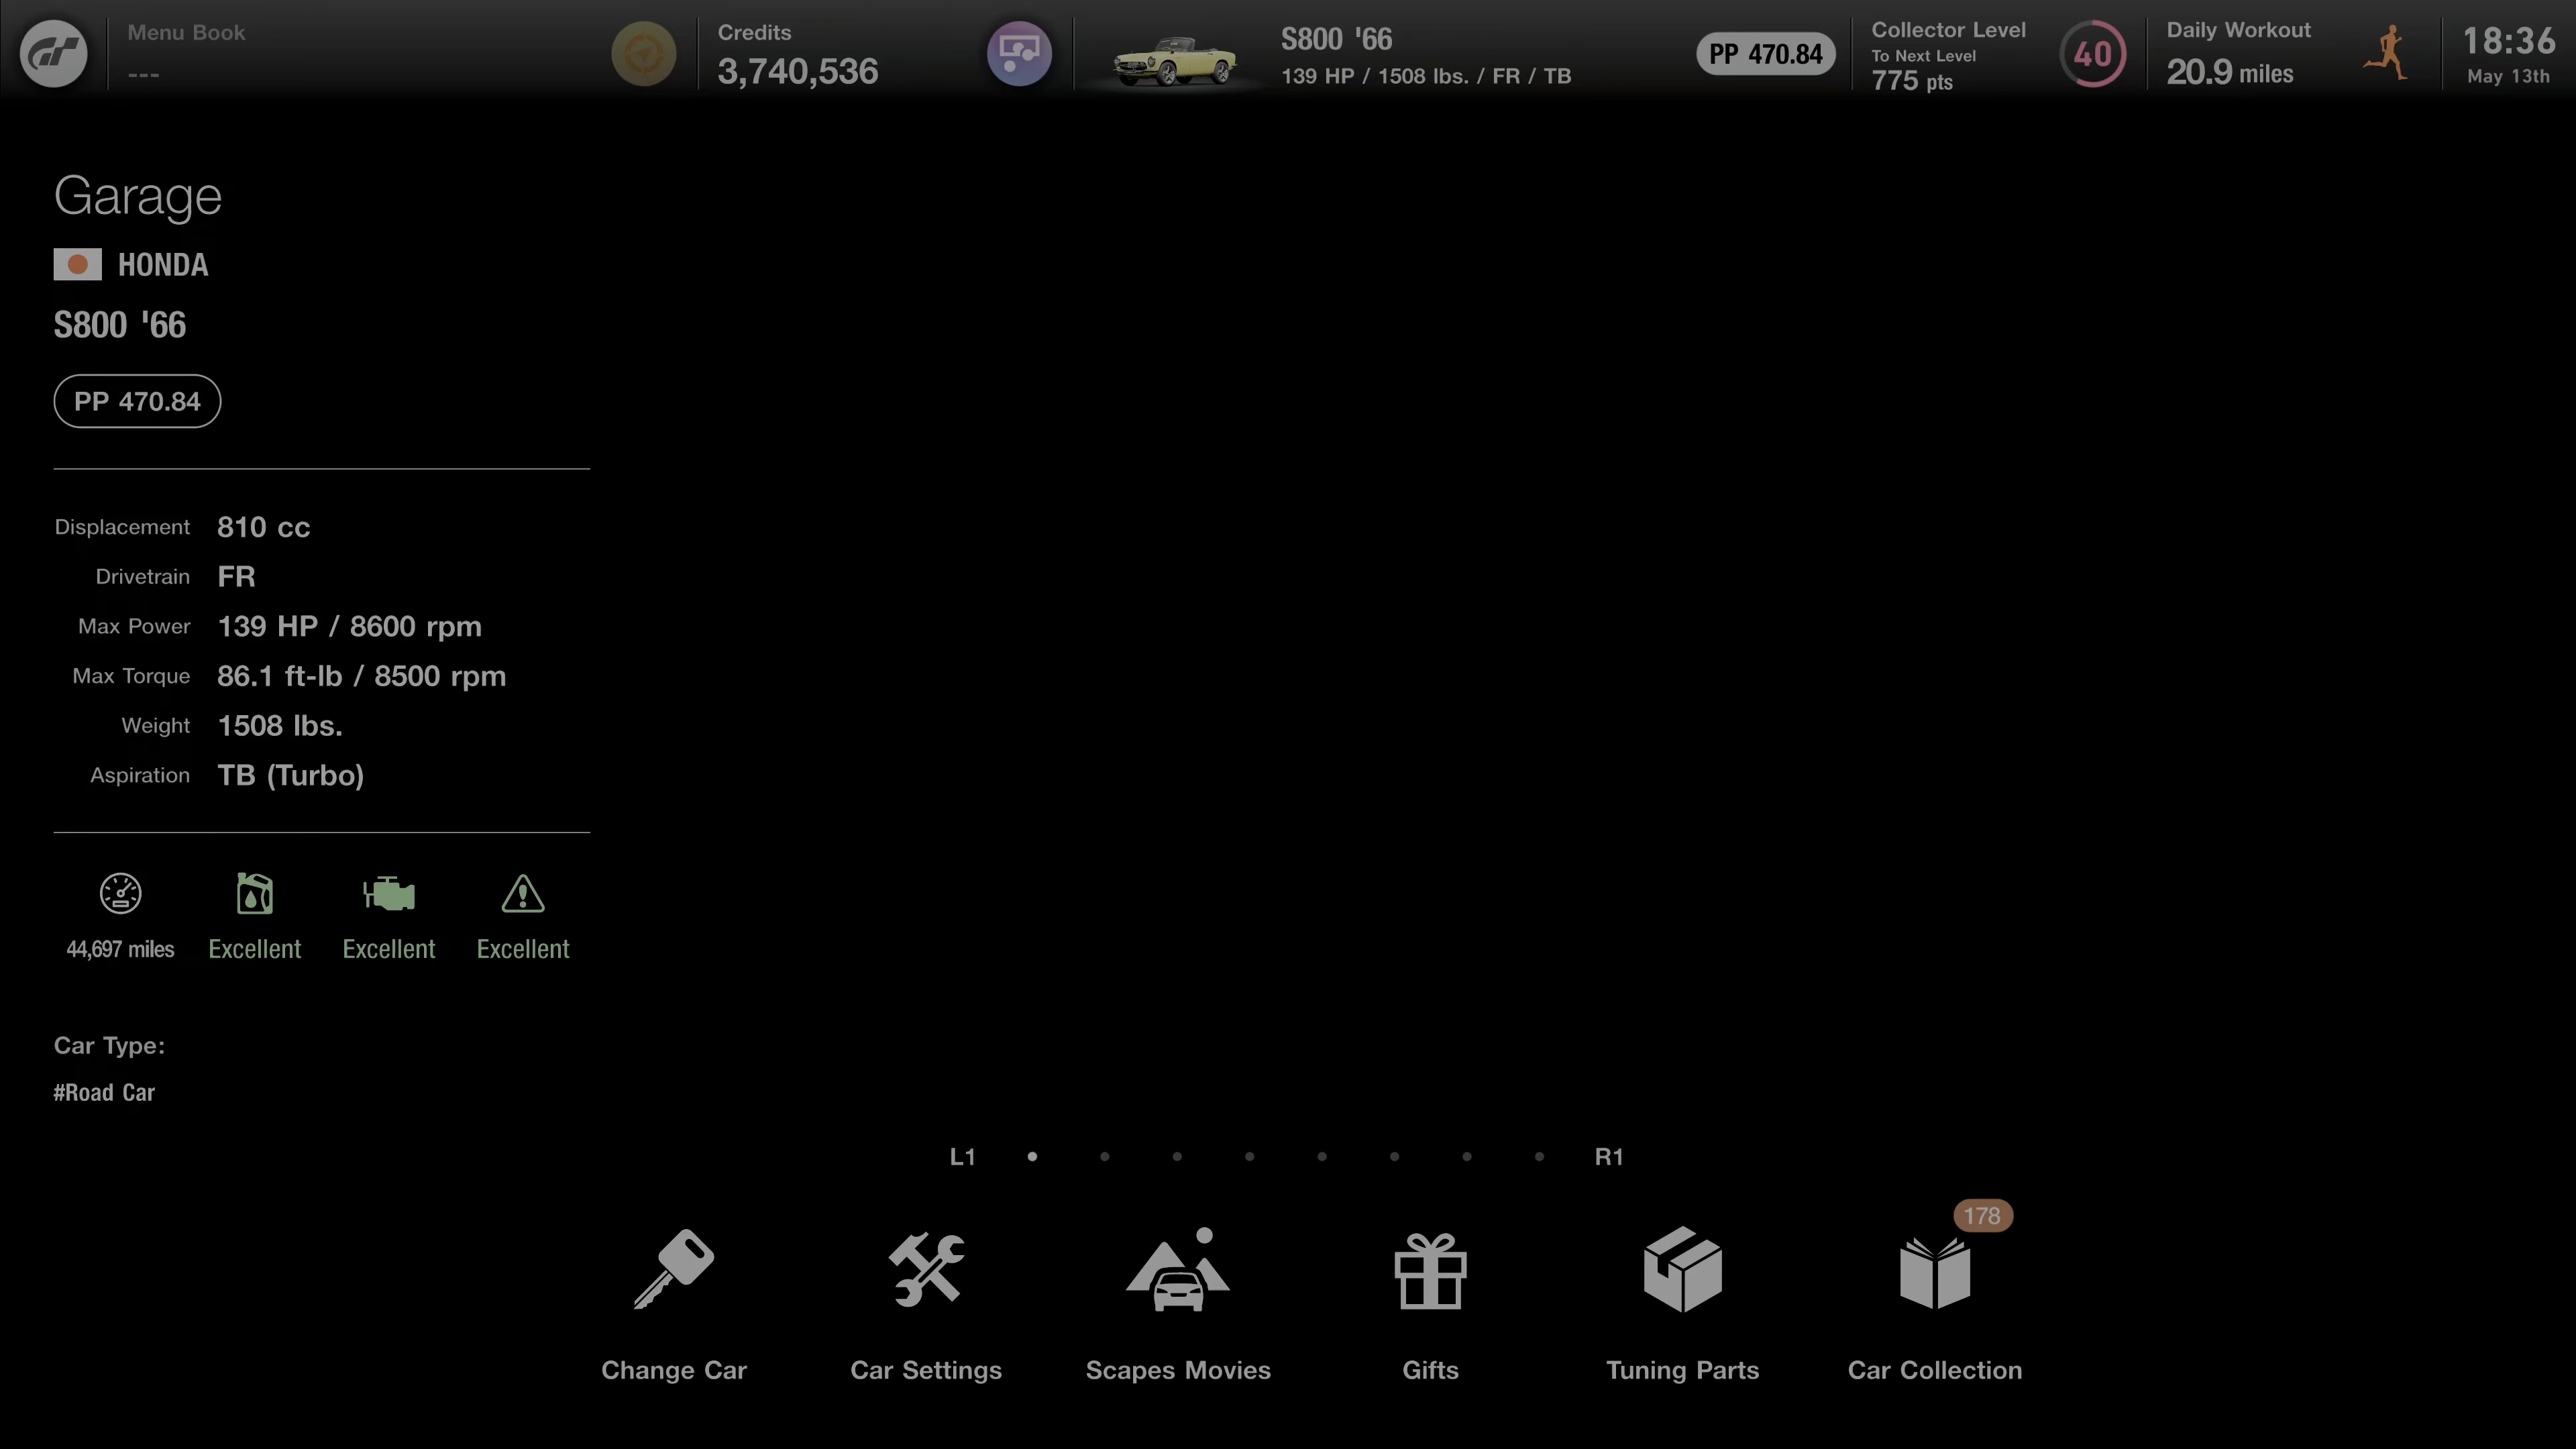 Menu Book
---
Credits
3,740,536
S800 '66
139 HP / 1508 lbs. / FR / TB
PP 470.84
Collector Level
To Next Level
775 pts
40
Daily Workout
20.9 miles
18:36
May 13th
Garage
HONDA
S800 '66
PP 470.84
Displacement 810 cc
Drivetrain FR
Max Power 139 HP / 8600 rpm
Max Torque 86.1 ft-lb / 8500 rpm
Weight 1508 lbs.
Aspiration TB (Turbo)
44,697 miles Excellent Excellent Excellent
Car Type:
#Road Car
L1 R1
178
Change Car Car Settings Scapes Movies Gifts Tuning Parts Car Collection